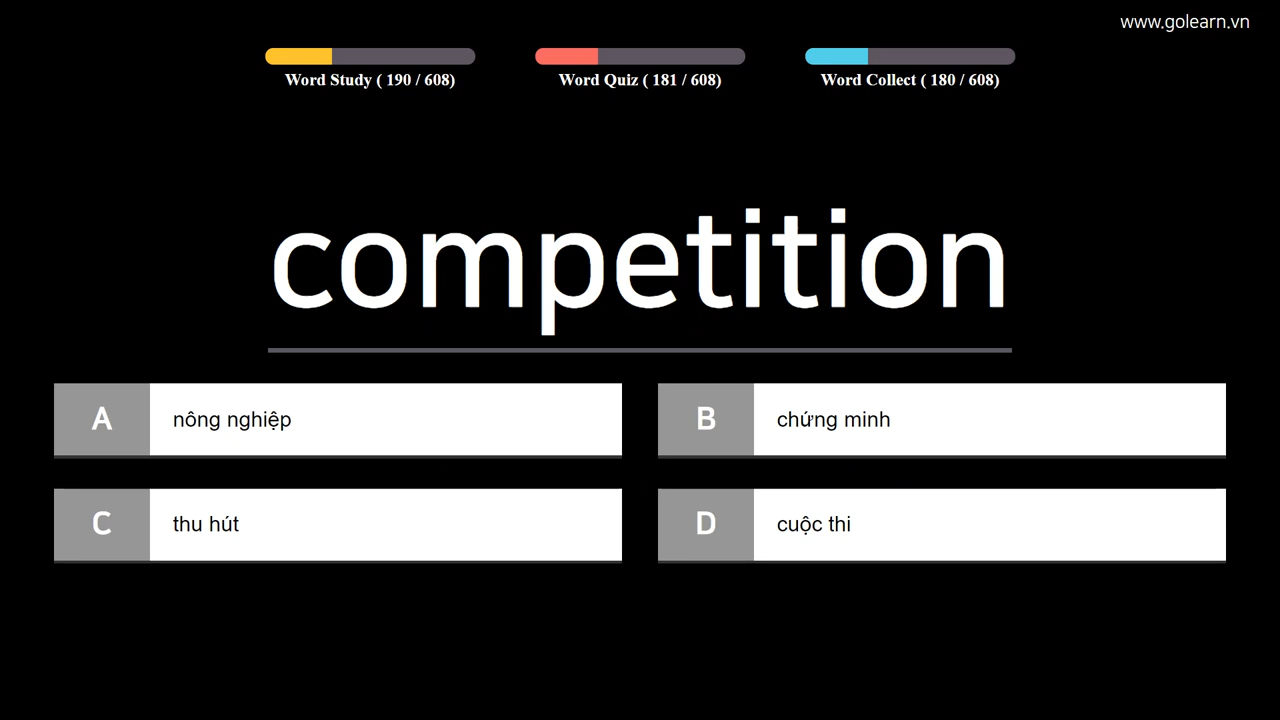 www.golearn.vn
Word Study ( 190 / 608)
Word Quiz ( 181 / 608)
Word Collect ( 180 / 608)
competition
A nông nghiệp
B chứng minh
C thu hút
D cuộc thi